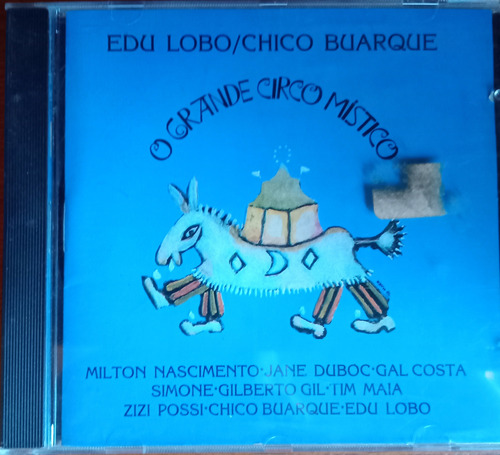 EDU LOBO/CHICO BUARQUE
O GRANDE CIRCO MÍSTICO
MILTON NASCIMENTO·JANE DUBOC·GAL COSTA
SIMONE·GILBERTO GIL·TIM MAIA
ZIZI POSSI·CHICO BUARQUE·EDU LOBO